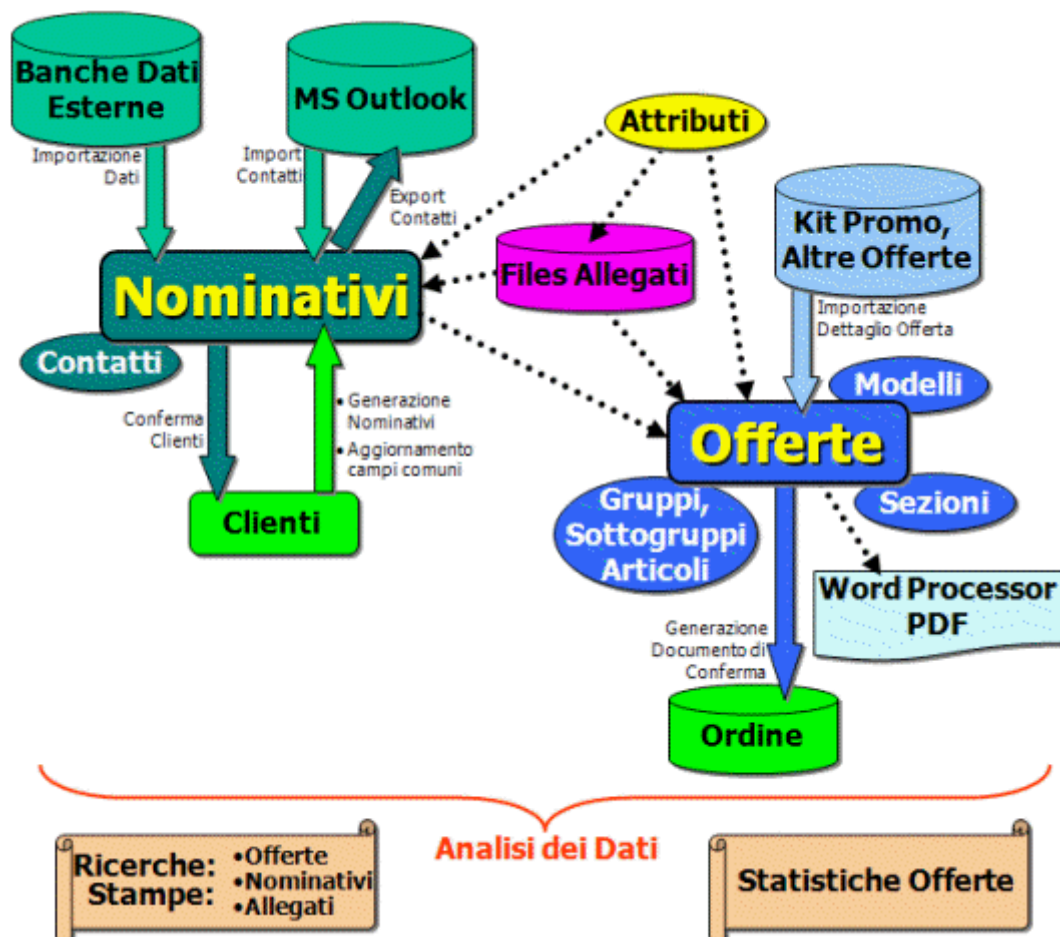 Banche Dati
Esterne
MS Outlook
Attributi
Importazione
Dati
Import
Contatti
Export
Contatti
Kit Promo,
Altre Offerte
Files Allegati
Nominativi
Importazione
Dettaglio Offerta
Contatti
Modelli
Conferma
Clienti
• Generazione
Nominativi
• Aggiornamento
campi comuni
Offerte
Clienti
Gruppi,
Sottogruppi
Articoli
Sezioni
Word Processor
PDF
Generazione
Documento di
Conferma
Ordine
Analisi dei Dati
Ricerche:
Stampe:
•Offerte
•Nominativi
•Allegati
Statistiche Offerte